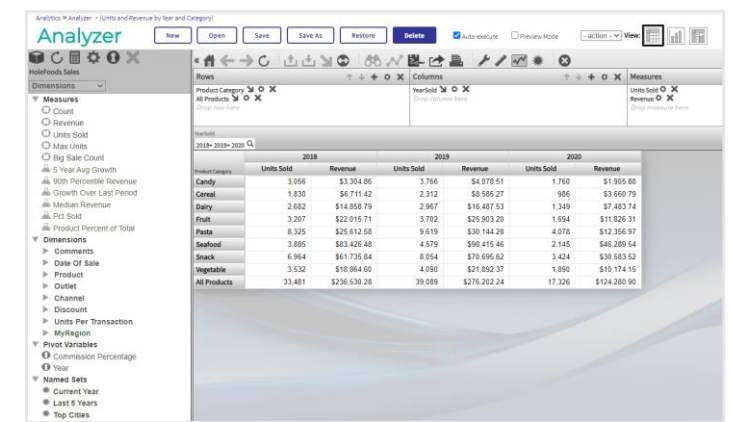 Analytics > Analyzer > (Units and Revenue by Year and Category)
Analyzer New Open Save Save As Restore Delete Auto-execute Preview Mode - action - View:
HoleFoods Sales
Dimensions
Measures
Count
Revenue
Units Sold
Max Units
Big Sale Count
5 Year Avg Growth
90th Percentile Revenue
Growth Over Last Period
Median Revenue
Pct Sold
Product Percent of Total
Dimensions
Comments
Date Of Sale
Product
Outlet
Channel
Discount
Units Per Transaction
MyRegion
Pivot Variables
Commission Percentage
Year
Named Sets
Current Year
Last 5 Years
Top Cities
Rows
Product Category
All Products
Drop row here
Columns
YearSold
Drop column here
Measures
Units Sold
Revenue
Drop measure here
YearSold
2018+ 2019+ 2020
2018 2019 2020
Product Category Units Sold Revenue Units Sold Revenue Units Sold Revenue
Candy 3,056 $3,304.86 3,766 $4,078.51 1,760 $1,905.88
Cereal 1,830 $6,711.42 2,312 $8,585.27 986 $3,660.79
Dairy 2,682 $14,858.79 2,967 $16,487.53 1,349 $7,483.74
Fruit 3,207 $22,015.71 3,702 $25,903.20 1,694 $11,826.31
Pasta 8,325 $25,612.58 9,619 $30,144.28 4,078 $12,356.97
Seafood 3,885 $83,426.48 4,579 $98,415.46 2,145 $46,289.54
Snack 6,964 $61,735.84 8,054 $70,695.62 3,424 $30,583.52
Vegetable 3,532 $18,864.60 4,090 $21,892.37 1,890 $10,174.15
All Products 33,481 $236,530.28 39,089 $276,202.24 17,326 $124,280.90